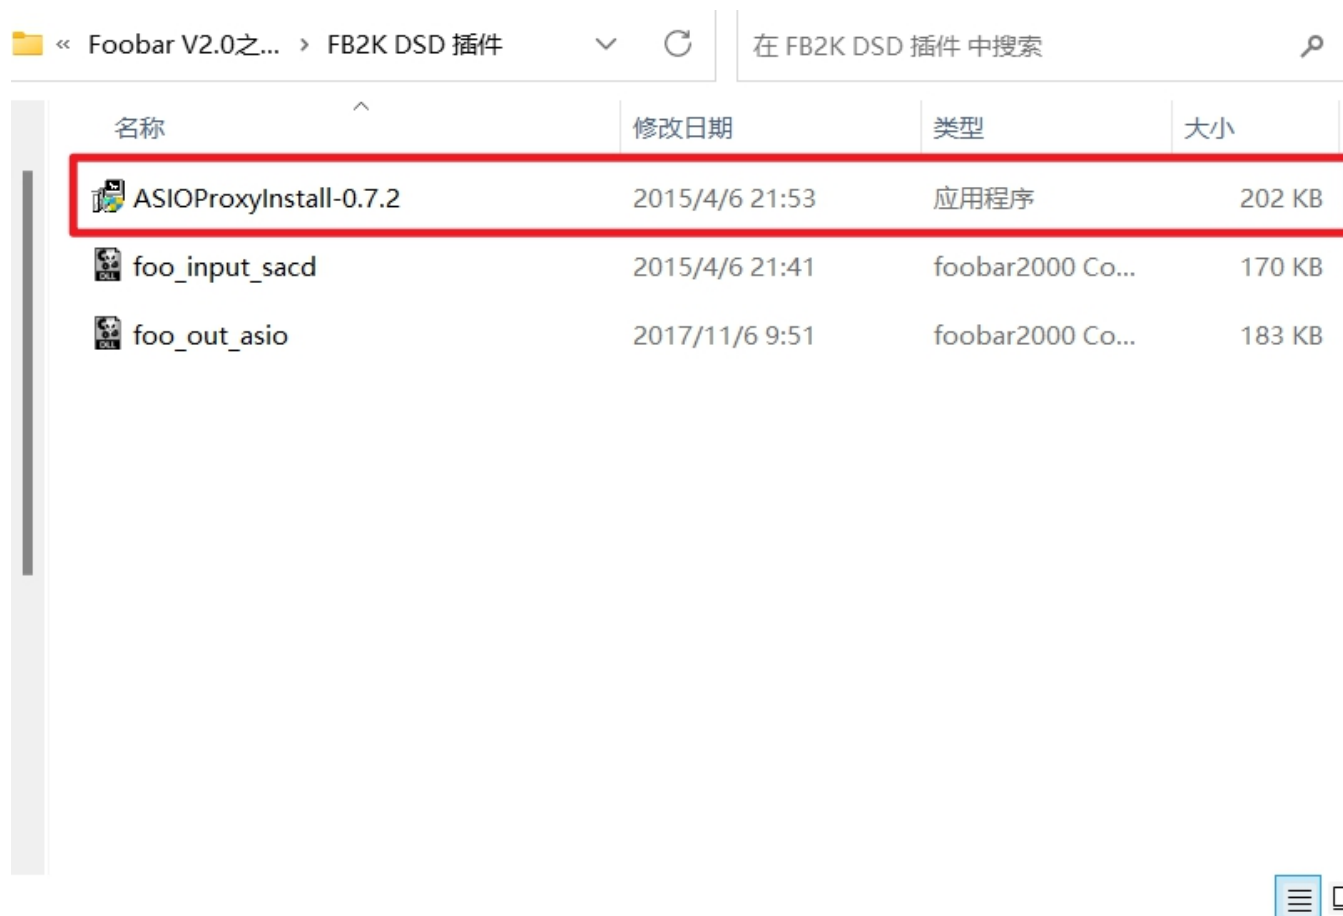 « Foobar V2.0之... › FB2K DSD 插件 在 FB2K DSD 插件 中搜索
名称 修改日期 类型 大小
ASIOProxyInstall-0.7.2 2015/4/6 21:53 应用程序 202 KB
foo_input_sacd 2015/4/6 21:41 foobar2000 Co... 170 KB
foo_out_asio 2017/11/6 9:51 foobar2000 Co... 183 KB